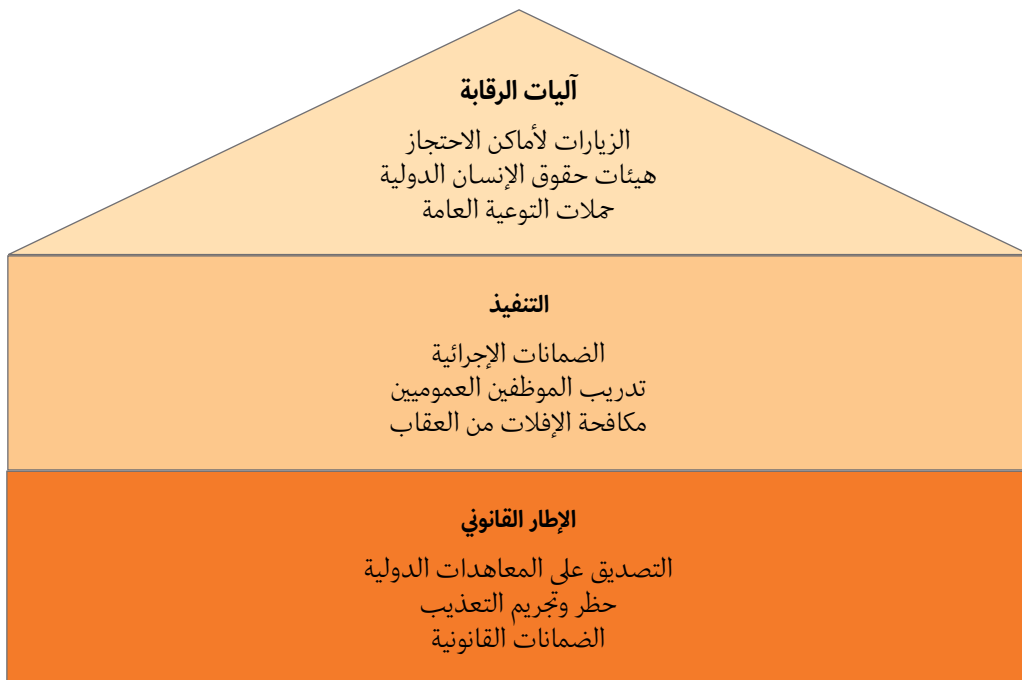 آليات الرقابة
الزيارات لأماكن الاحتجاز
هيئات حقوق الإنسان الدولية
حملات التوعية العامة
التنفيذ
الضمانات الإجرائية
تدريب الموظفين العموميين
مكافحة الإفلات من العقاب
الإطار القانوني
التصديق على المعاهدات الدولية
حظر وتجريم التعذيب
الضمانات القانونية